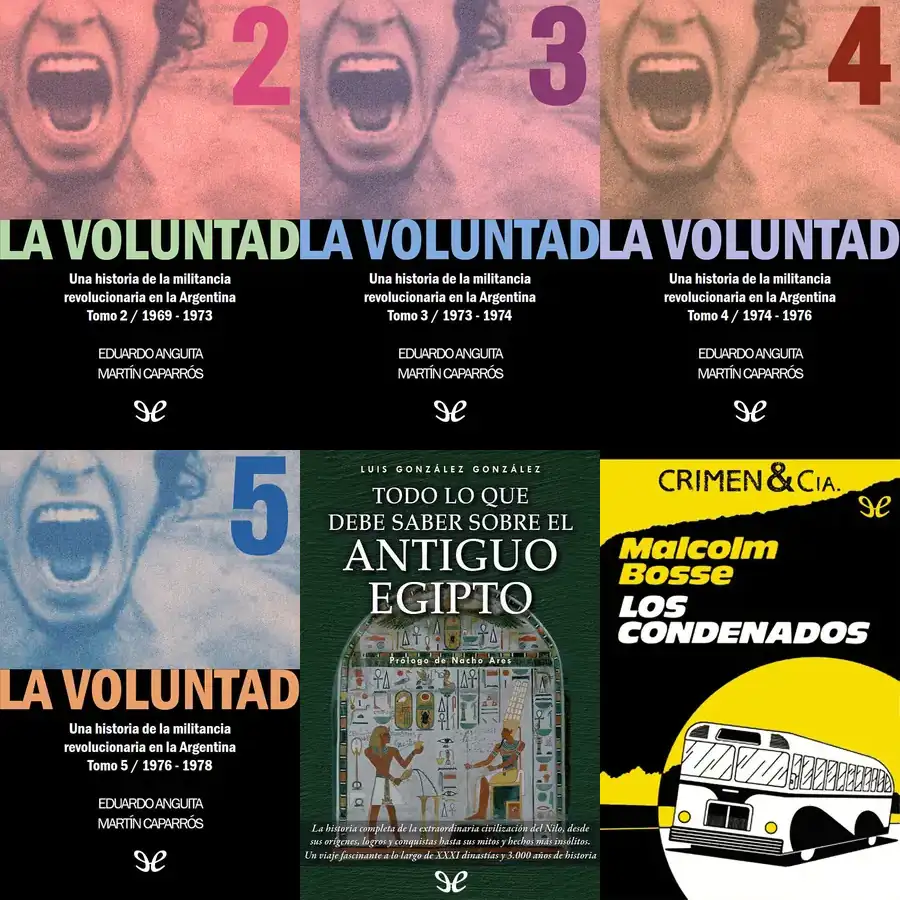 2
LA VOLUNTAD
Una historia de la militancia
revolucionaria en la Argentina
Tomo 2 / 1969 - 1973
EDUARDO ANGUITA
MARTÍN CAPARRÓS
3
LA VOLUNTAD
Una historia de la militancia
revolucionaria en la Argentina
Tomo 3 / 1973 - 1974
EDUARDO ANGUITA
MARTÍN CAPARRÓS
4
LA VOLUNTAD
Una historia de la militancia
revolucionaria en la Argentina
Tomo 4 / 1974 - 1976
EDUARDO ANGUITA
MARTÍN CAPARRÓS
5
LA VOLUNTAD
Una historia de la militancia
revolucionaria en la Argentina
Tomo 5 / 1976 - 1978
EDUARDO ANGUITA
MARTÍN CAPARRÓS
LUIS GONZÁLEZ GONZÁLEZ
TODO LO QUE
DEBE SABER SOBRE EL
ANTIGUO
EGIPTO
Prólogo de Nacho Ares
La historia completa de la extraordinaria civilización del Nilo, desde
sus orígenes, logros y conquistas hasta sus mitos y hechos más insólitos.
Un viaje fascinante a lo largo de XXXI dinastías y 3.000 años de historia
CRIMEN & CIA.
Malcolm
Bosse
LOS
CONDENADOS